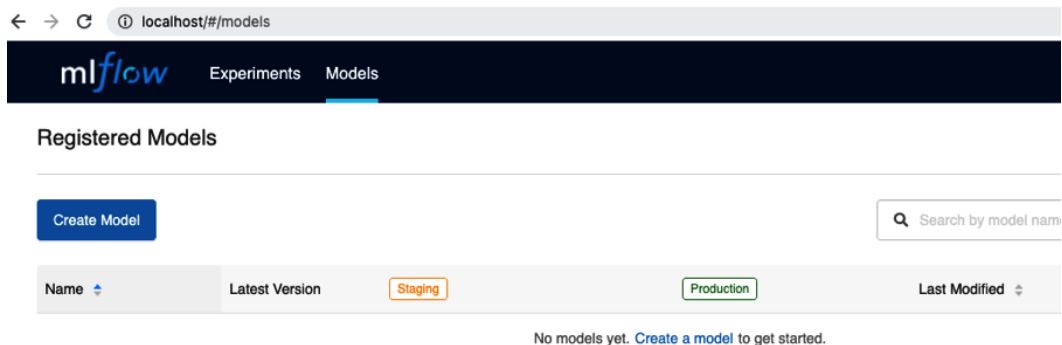 localhost/#/models
mlflow Experiments Models
Registered Models
Create Model
Search by model name
Name Latest Version Staging Production Last Modified
No models yet. Create a model to get started.